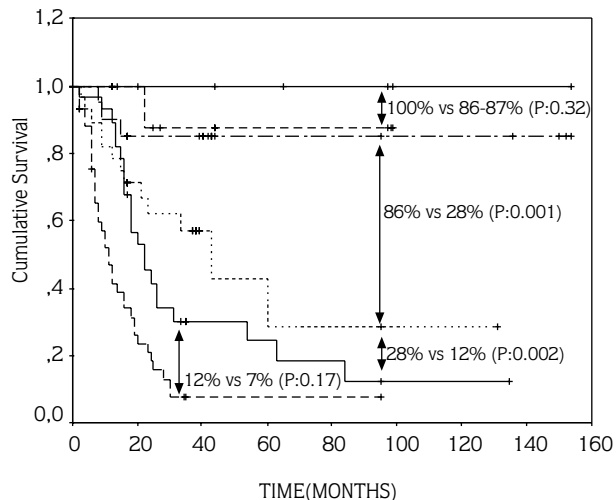 1,2
1,0
,8
,6
,4
,2
0,0
Cumulative Survival
100% vs 86-87% (P:0.32)
86% vs 28% (P:0.001)
28% vs 12% (P:0.002)
12% vs 7% (P:0.17)
0 20 40 60 80 100 120 140 160
TIME(MONTHS)